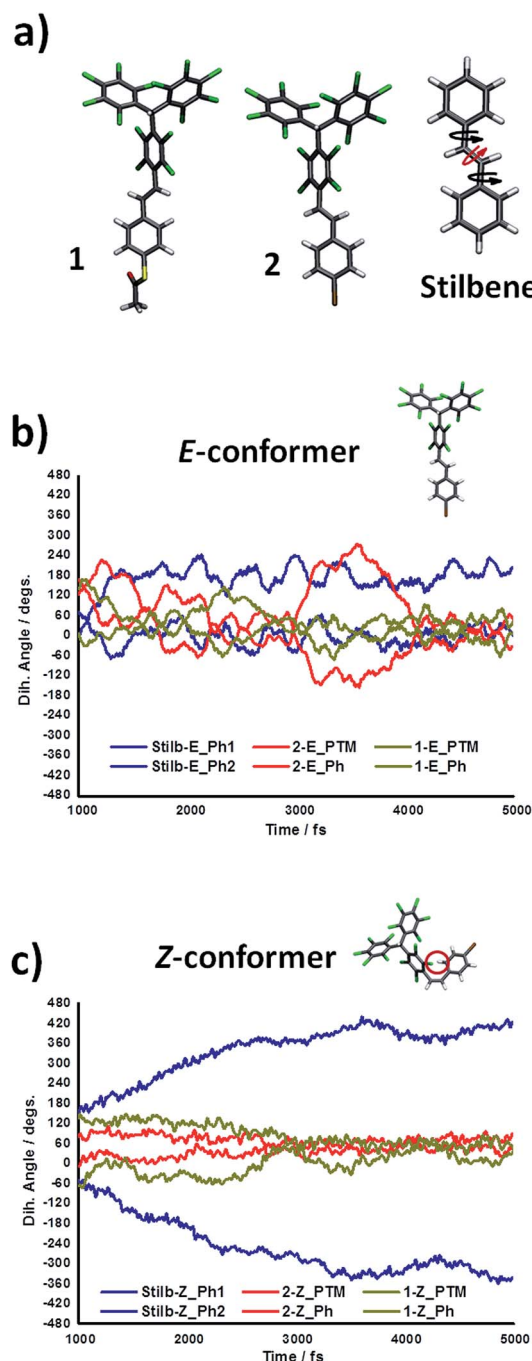 a)
1
2
Stilbene
b)
E-conformer
480
420
360
300
240
180
120
60
0
-60
-120
-180
-240
-300
-360
-420
-480
Dih. Angle / degs.
Stilb-E_Ph1 2-E_PTM 1-E_PTM
Stilb-E_Ph2 2-E_Ph 1-E_Ph
1000 2000 3000 4000 5000
Time / fs
c)
Z-conformer
480
420
360
300
240
180
120
60
0
-60
-120
-180
-240
-300
-360
-420
-480
Dih. Angle / degs.
Stilb-Z_Ph1 2-Z_PTM 1-Z_PTM
Stilb-Z_Ph2 2-Z_Ph 1-Z_Ph
1000 2000 3000 4000 5000
Time / fs